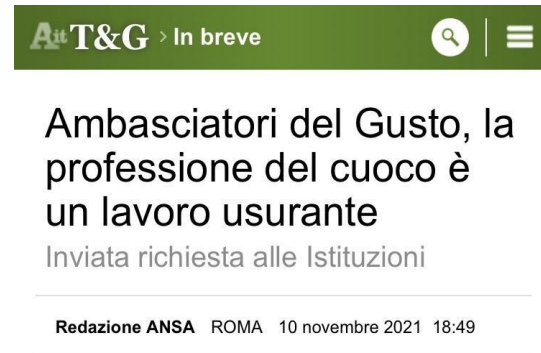 Ait T&G > In breve
Ambasciatori del Gusto, la
professione del cuoco è
un lavoro usurante
Inviata richiesta alle Istituzioni
Redazione ANSA ROMA 10 novembre 2021 18:49